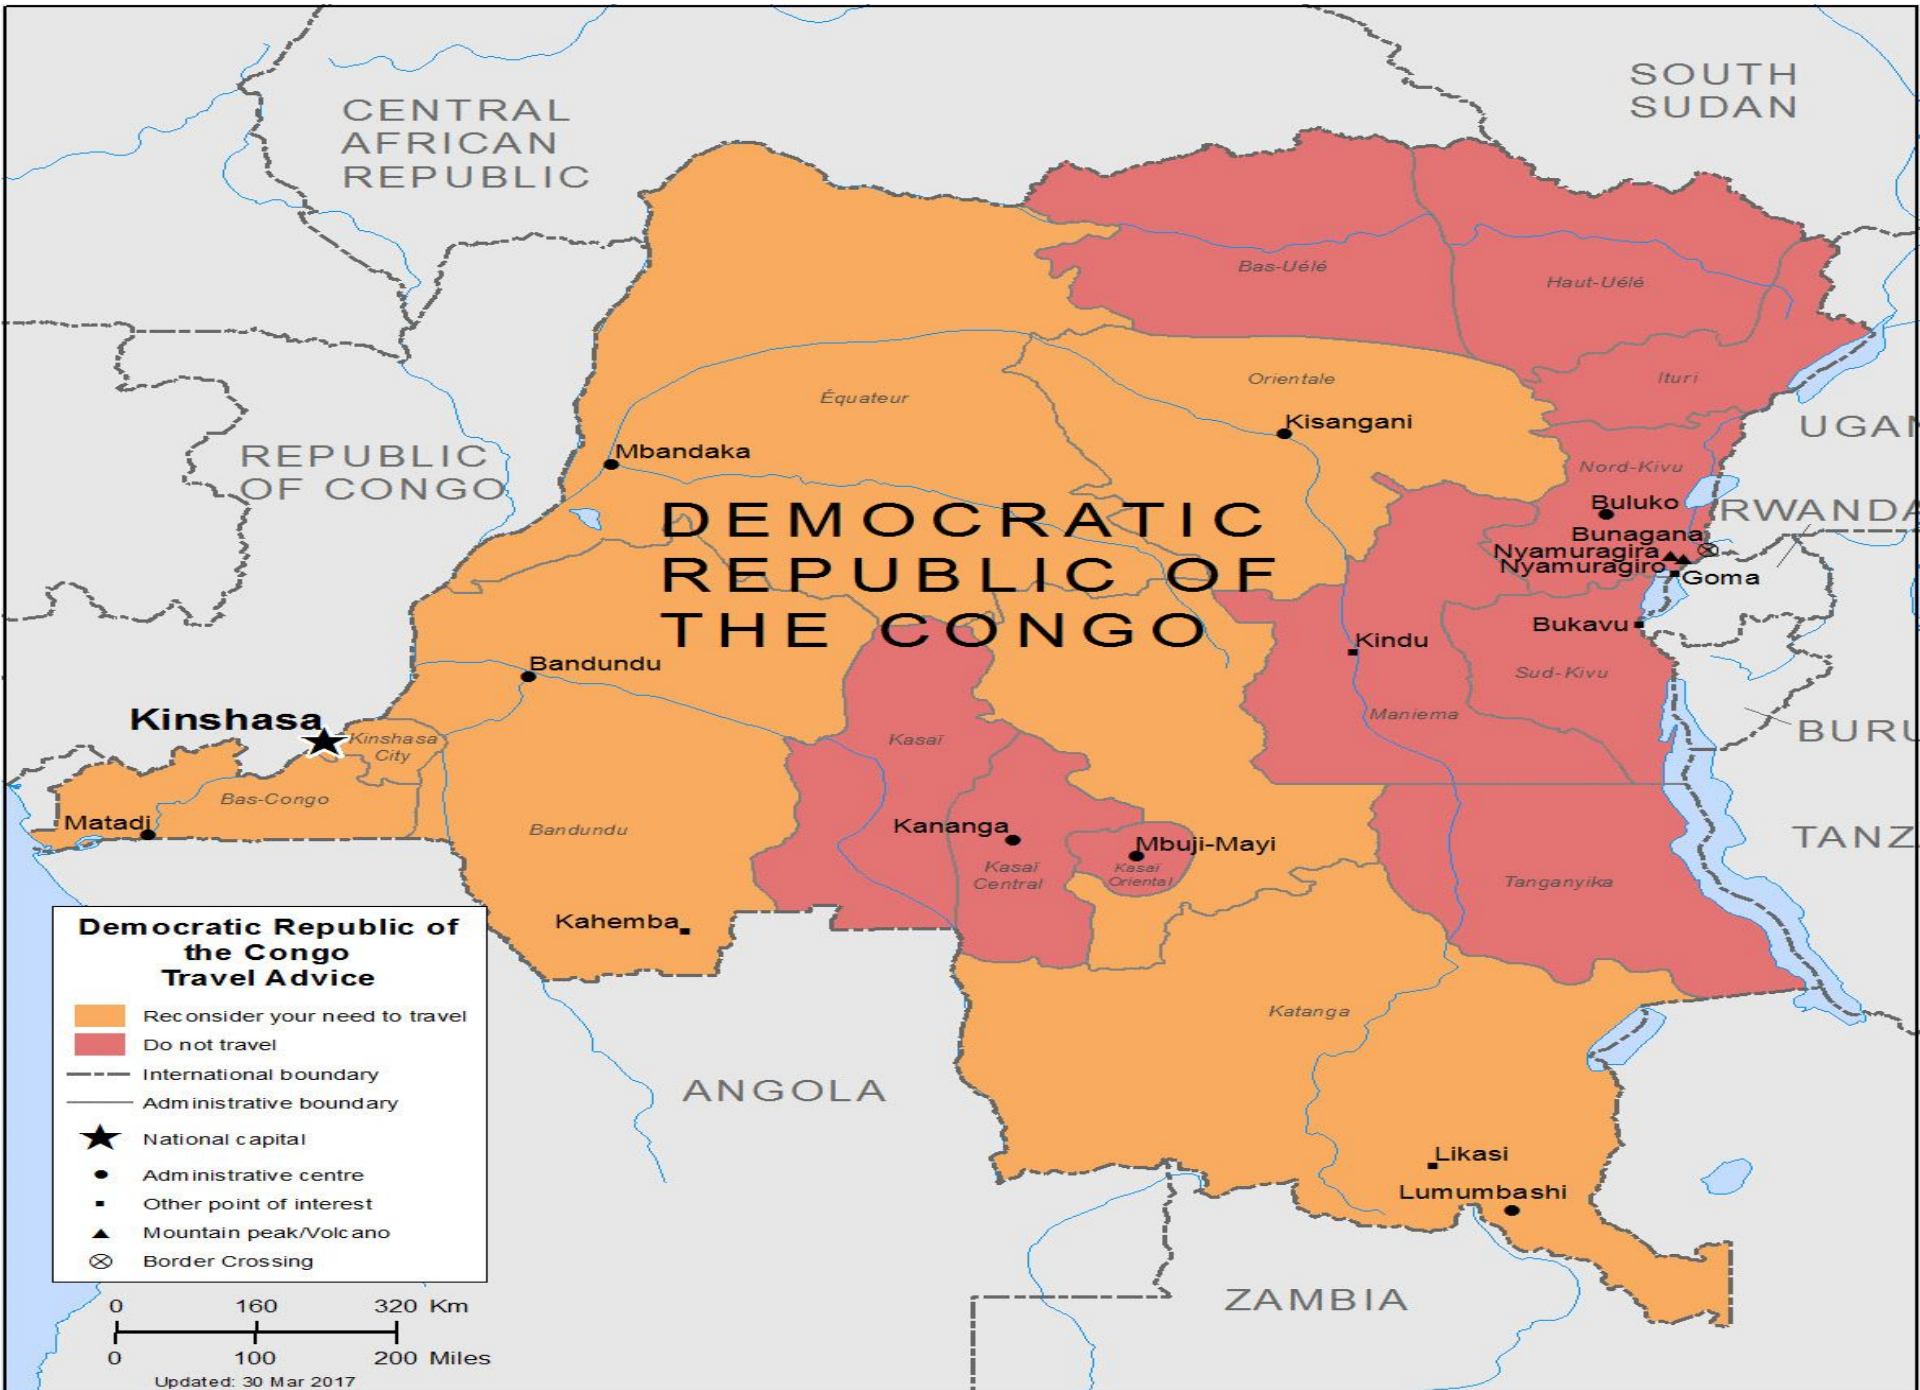 CENTRAL
AFRICAN
REPUBLIC
SOUTH
SUDAN
Bas-Uélé
Haut-Uélé
Ituri
Orientale
Équateur
Kisangani
UGAN
REPUBLIC
OF CONGO
Mbandaka
Nord-Kivu
DEMOCRATIC
REPUBLIC OF
THE CONGO
Buluko
RWANDA
Bunagana
Nyamuragira
Nyamuragiro
Goma
Bukavu
Kindu
Sud-Kivu
Maniema
Bandundu
Kinshasa
Kinshasa
City
BURU
Kasaï
Bas-Congo
Matadi
Bandundu
Kananga
Mbuji-Mayi
TANZ
Kasaï
Central
Kasaï
Oriental
Tanganyika
Kahemba
Katanga
ANGOLA
Likasi
Lumumbashi
ZAMBIA
Democratic Republic of
the Congo
Travel Advice
Reconsider your need to travel
Do not travel
International boundary
Administrative boundary
National capital
Administrative centre
Other point of interest
Mountain peak/Volcano
Border Crossing
0 160 320 Km
0 100 200 Miles
Updated: 30 Mar 2017